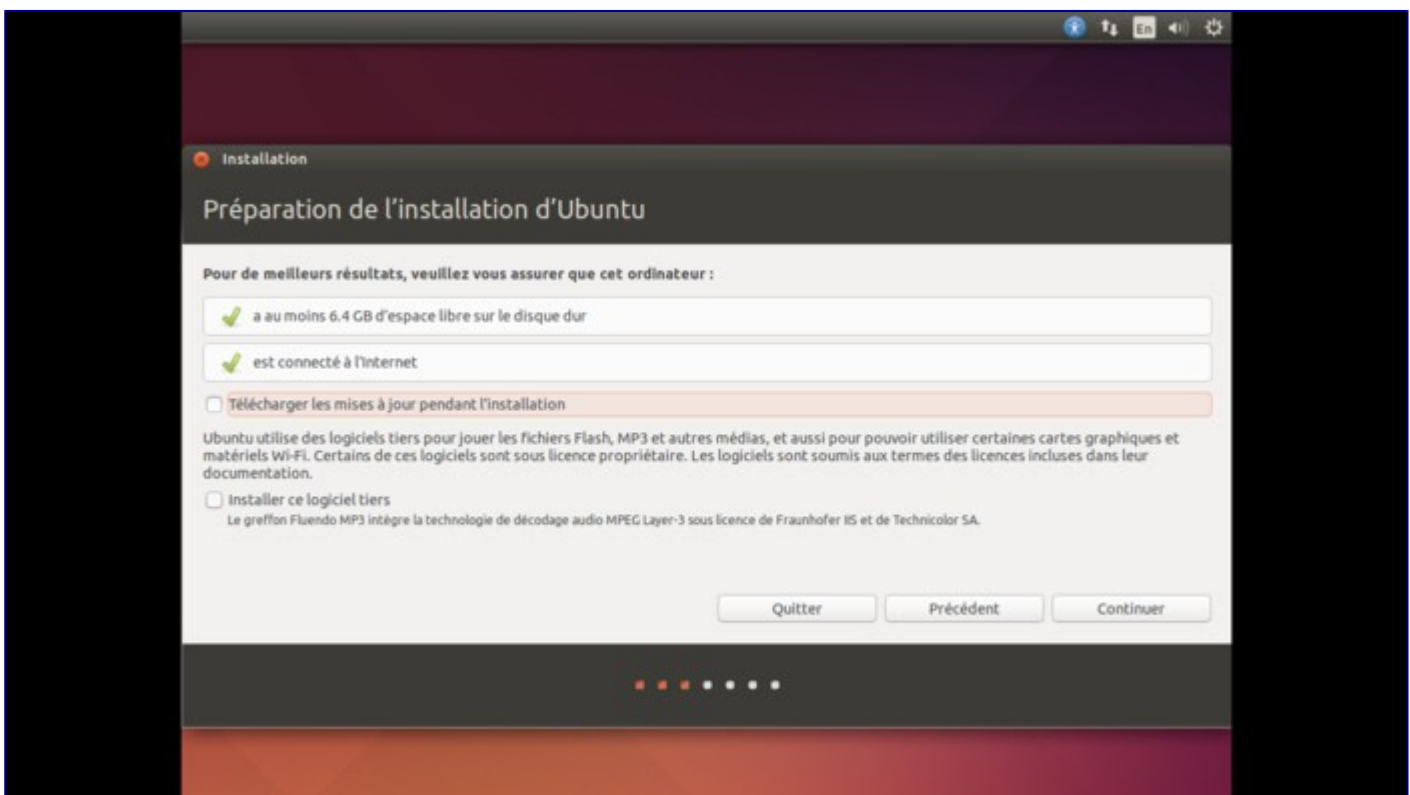 En
Installation
Préparation de l'installation d'Ubuntu
Pour de meilleurs résultats, veuillez vous assurer que cet ordinateur :
a au moins 6.4 GB d'espace libre sur le disque dur
est connecté à l'Internet
Télécharger les mises à jour pendant l'installation
Ubuntu utilise des logiciels tiers pour jouer les fichiers Flash, MP3 et autres médias, et aussi pour pouvoir utiliser certaines cartes graphiques et
matériels Wi-Fi. Certains de ces logiciels sont sous licence propriétaire. Les logiciels sont soumis aux termes des licences incluses dans leur
documentation.
Installer ce logiciel tiers
Le greffon Fluendo MP3 intègre la technologie de décodage audio MPEG Layer-3 sous licence de Fraunhofer IIS et de Technicolor SA.
Quitter Précédent Continuer